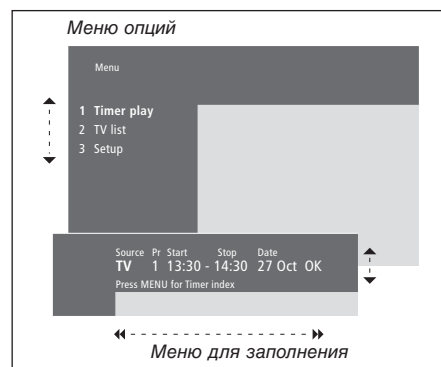 Меню опций
Menu
1 Timer play
2 TV list
3 Setup
Source Pr Start Stop Date
TV 1 13:30 - 14:30 27 Oct OK
Press MENU for Timer index
Меню для заполнения